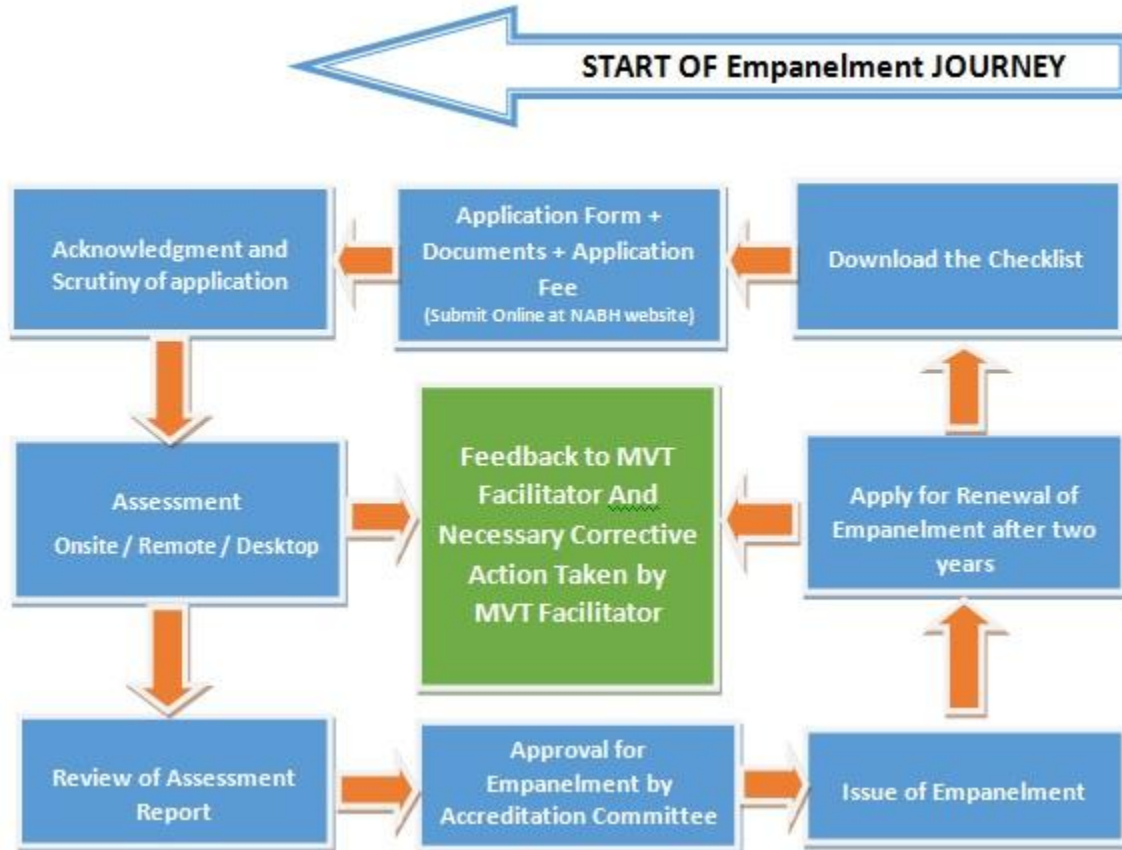 START OF Empanelment JOURNEY
Acknowledgment and
Scrutiny of application
Application Form +
Documents + Application
Fee
(Submit Online at NABH website)
Download the Checklist
Assessment
Onsite / Remote / Desktop
Feedback to MVT
Facilitator And
Necessary Corrective
Action Taken by
MVT Facilitator
Apply for Renewal of
Empanelment after two
years
Review of Assessment
Report
Approval for
Empanelment by
Accreditation Committee
Issue of Empanelment